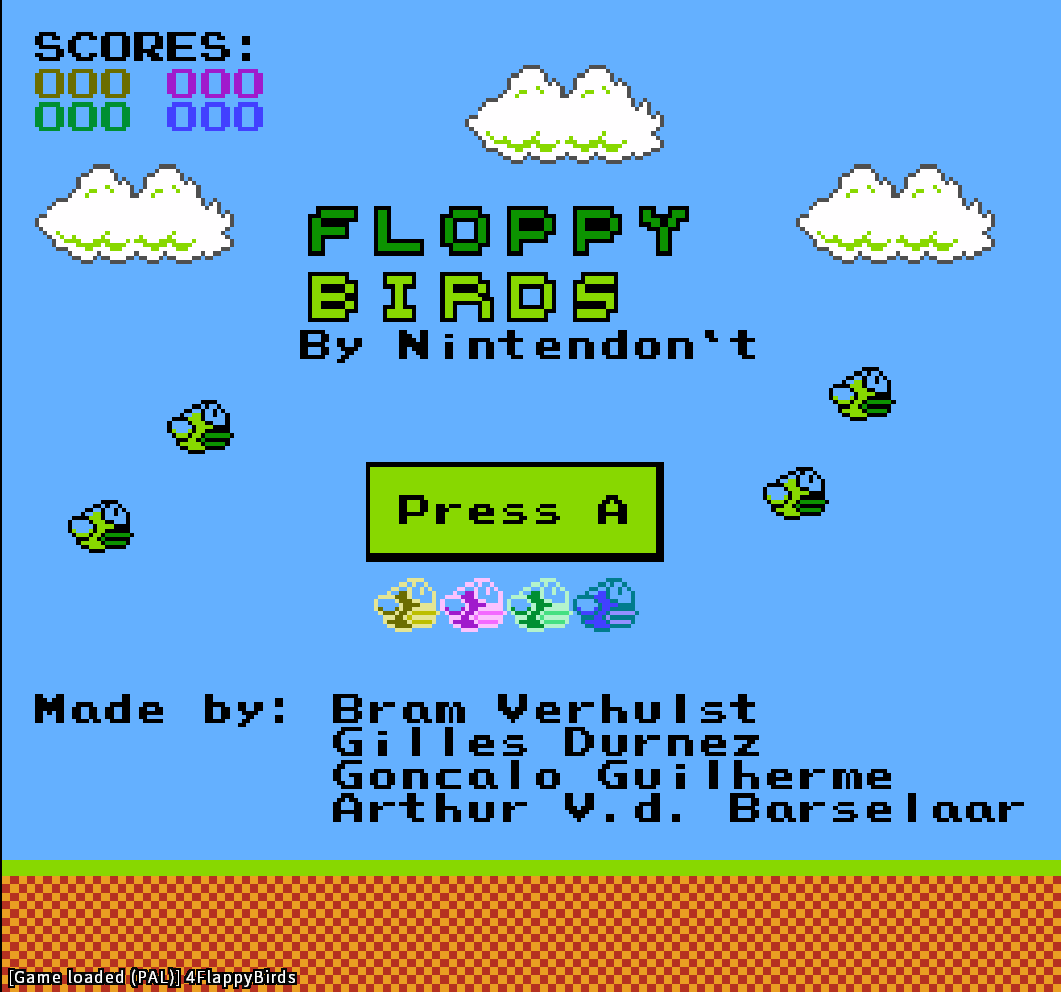 SCORES:
000 000
000 000
FLOPPY
BIRDS
By Nintendon't
Press A
Made by: Bram Verhulst
Gilles Durnez
Goncalo Guilherme
Arthur V.d. Barselaar
[Game loaded (PAL)] 4FlappyBirds